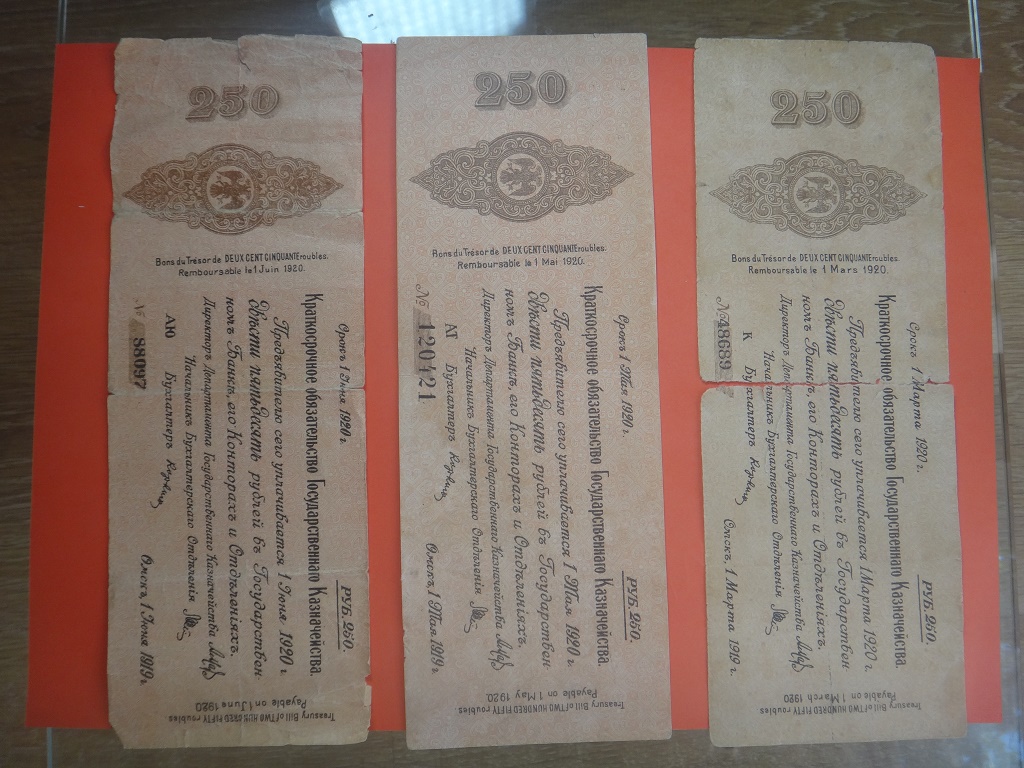 250
Bons du Trésor de DEUX CENT CINQUANTE roubles.
Remboursable le 1 Juin 1920.
Срокъ 1 Іюня 1920 г.
Краткосрочное обязательство Государственнаго Казначейства.
Предъявителю сего уплачивается 1 Іюня 1920 г.
Двѣсти пятьдесятъ рублей въ Государствен-
номъ Банкѣ, его Конторахъ и Отдѣленіяхъ.
РУБ. 250.
Директоръ Департамента Государственнаго Казначейства
Начальникъ Бухгалтерскаго Отдѣленія
АЮ Бухгалтеръ
№ 88097
Омскъ, 1 Іюня 1919 г.
Treasury Bill of TWO HUNDRED FIFTY roubles
Payable on 1 June 1920
250
Bons du Trésor de DEUX CENT CINQUANTE roubles.
Remboursable le 1 Mai 1920.
Срокъ 1 Мая 1920 г.
Краткосрочное обязательство Государственнаго Казначейства.
Предъявителю сего уплачивается 1 Мая 1920 г.
Двѣсти пятьдесятъ рублей въ Государствен-
номъ Банкѣ, его Конторахъ и Отдѣленіяхъ.
РУБ. 250.
Директоръ Департамента Государственнаго Казначейства
Начальникъ Бухгалтерскаго Отдѣленія
АТ Бухгалтеръ
№ 120121
Омскъ, 1 Мая 1919 г.
Treasury Bill of TWO HUNDRED FIFTY roubles
Payable on 1 May 1920
250
Bons du Trésor de DEUX CENT CINQUANTE roubles.
Remboursable le 1 Mars 1920.
Срокъ 1 Марта 1920 г.
Краткосрочное обязательство Государственнаго Казначейства.
Предъявителю сего уплачивается 1 Марта 1920 г.
Двѣсти пятьдесятъ рублей въ Государствен-
номъ Банкѣ, его Конторахъ и Отдѣленіяхъ.
РУБ. 250.
Директоръ Департамента Государственнаго Казначейства
Начальникъ Бухгалтерскаго Отдѣленія
К Бухгалтеръ
№ 48689
Омскъ, 1 Марта 1919 г.
Treasury Bill of TWO HUNDRED FIFTY roubles
Payable on 1 March 1920